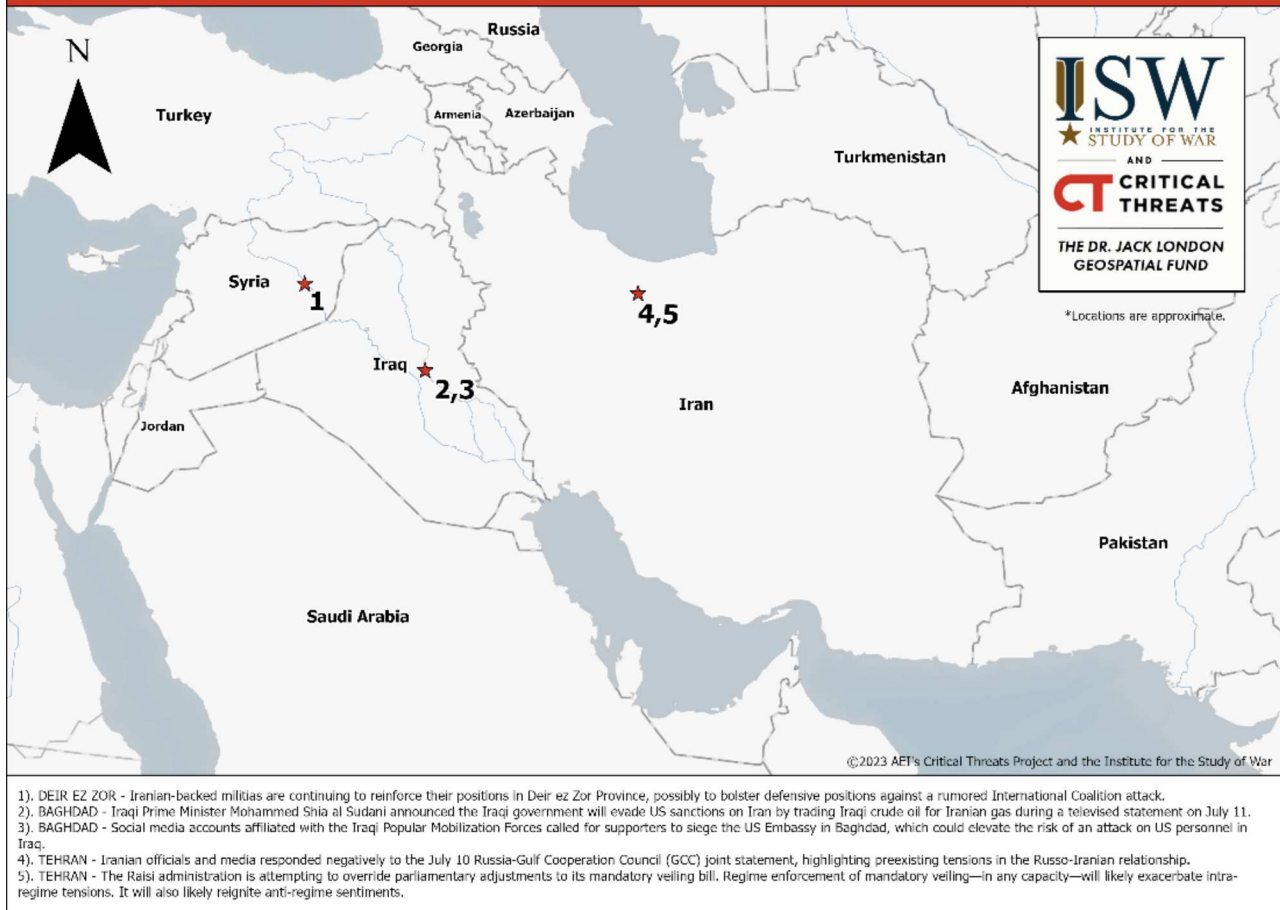 N
Russia
Georgia
Turkey
Armenia
Azerbaijan
Turkmenistan
ISW
INSTITUTE FOR THE
STUDY OF WAR
AND
CT CRITICAL
THREATS
THE DR. JACK LONDON
GEOSPATIAL FUND
*Locations are approximate.
Syria
1
4,5
Iraq
2,3
Iran
Afghanistan
Jordan
Pakistan
Saudi Arabia
©2023 AEI's Critical Threats Project and the Institute for the Study of War
1). DEIR EZ ZOR - Iranian-backed militias are continuing to reinforce their positions in Deir ez Zor Province, possibly to bolster defensive positions against a rumored International Coalition attack.
2). BAGHDAD - Iraqi Prime Minister Mohammed Shia al Sudani announced the Iraqi government will evade US sanctions on Iran by trading Iraqi crude oil for Iranian gas during a televised statement on July 11.
3). BAGHDAD - Social media accounts affiliated with the Iraqi Popular Mobilization Forces called for supporters to siege the US Embassy in Baghdad, which could elevate the risk of an attack on US personnel in
Iraq.
4). TEHRAN - Iranian officials and media responded negatively to the July 10 Russia-Gulf Cooperation Council (GCC) joint statement, highlighting preexisting tensions in the Russo-Iranian relationship.
5). TEHRAN - The Raisi administration is attempting to override parliamentary adjustments to its mandatory veiling bill. Regime enforcement of mandatory veiling—in any capacity—will likely exacerbate intra-
regime tensions. It will also likely reignite anti-regime sentiments.